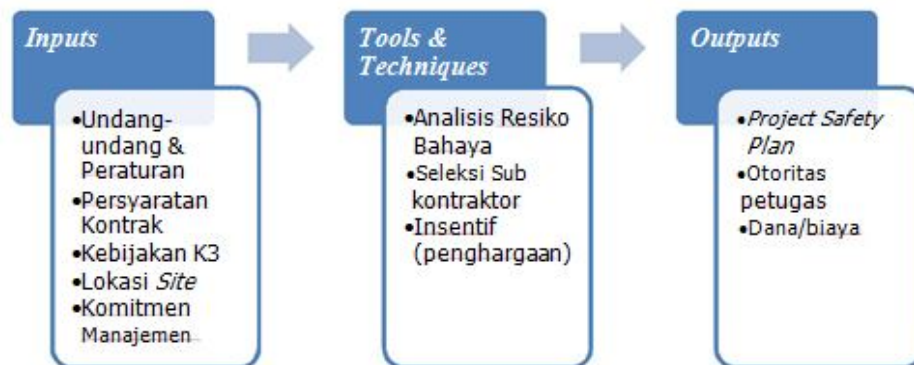 Inputs
•Undang-
undang &
Peraturan
•Persyaratan
Kontrak
•Kebijakan K3
•Lokasi Site
•Komitmen
Manajemen
Tools &
Techniques
•Analisis Resiko
Bahaya
•Seleksi Sub
kontraktor
•Insentif
(penghargaan)
Outputs
•Project Safety
Plan
•Otoritas
petugas
•Dana/biaya